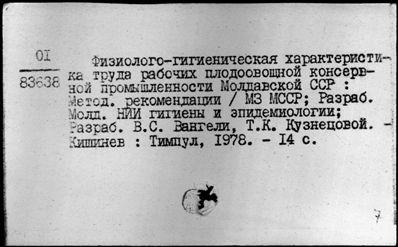 01
83638
Физиолого-гигиеническая характеристи-
ка труда рабочих плодоовощной консерв-
ной промышленности Молдавской ССР :
Метод. рекомендации / МЗ МССР; Разраб.
Молд. НИИ гигиены и эпидемиологии;
Разраб. В.С. Вангели, Т.К. Кузнецовой. -
Кишинев : Тимпул, 1978. - 14 с.
7